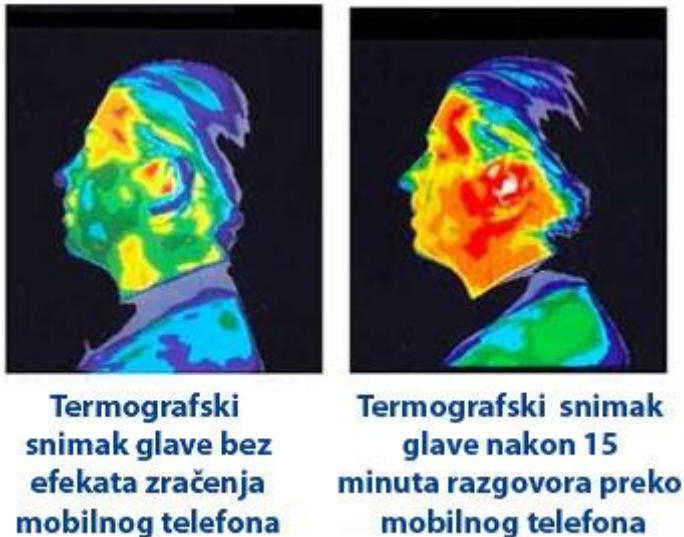 Termografski
snimak glave bez
efekata zračenja
mobilnog telefona
Termografski snimak
glave nakon 15
minuta razgovora preko
mobilnog telefona